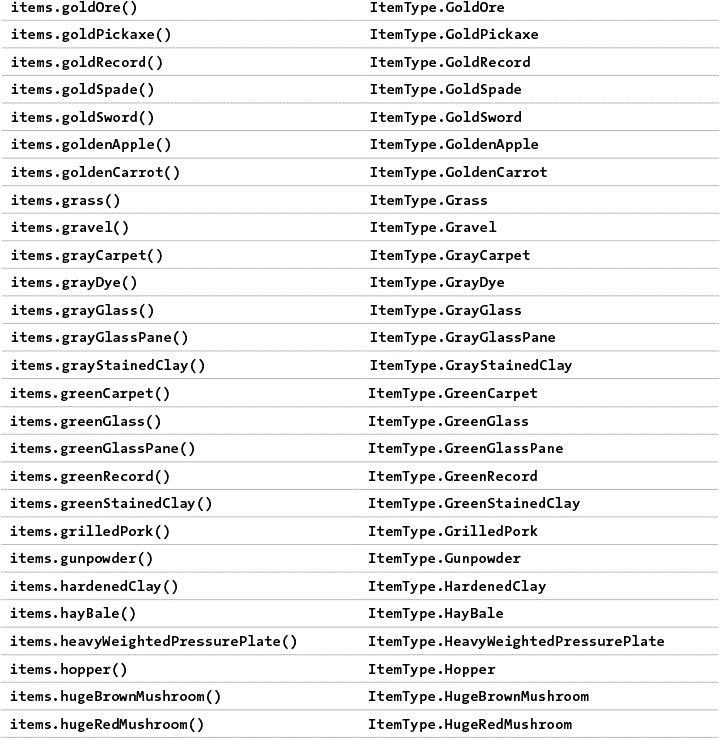 items.goldOre() ItemType.GoldOre
items.goldPickaxe() ItemType.GoldPickaxe
items.goldRecord() ItemType.GoldRecord
items.goldSpade() ItemType.GoldSpade
items.goldSword() ItemType.GoldSword
items.goldenApple() ItemType.GoldenApple
items.goldenCarrot() ItemType.GoldenCarrot
items.grass() ItemType.Grass
items.gravel() ItemType.Gravel
items.grayCarpet() ItemType.GrayCarpet
items.grayDye() ItemType.GrayDye
items.grayGlass() ItemType.GrayGlass
items.grayGlassPane() ItemType.GrayGlassPane
items.grayStainedClay() ItemType.GrayStainedClay
items.greenCarpet() ItemType.GreenCarpet
items.greenGlass() ItemType.GreenGlass
items.greenGlassPane() ItemType.GreenGlassPane
items.greenRecord() ItemType.GreenRecord
items.greenStainedClay() ItemType.GreenStainedClay
items.grilledPork() ItemType.GrilledPork
items.gunpowder() ItemType.Gunpowder
items.hardenedClay() ItemType.HardenedClay
items.hayBale() ItemType.HayBale
items.heavyWeightedPressurePlate() ItemType.HeavyWeightedPressurePlate
items.hopper() ItemType.Hopper
items.hugeBrownMushroom() ItemType.HugeBrownMushroom
items.hugeRedMushroom() ItemType.HugeRedMushroom